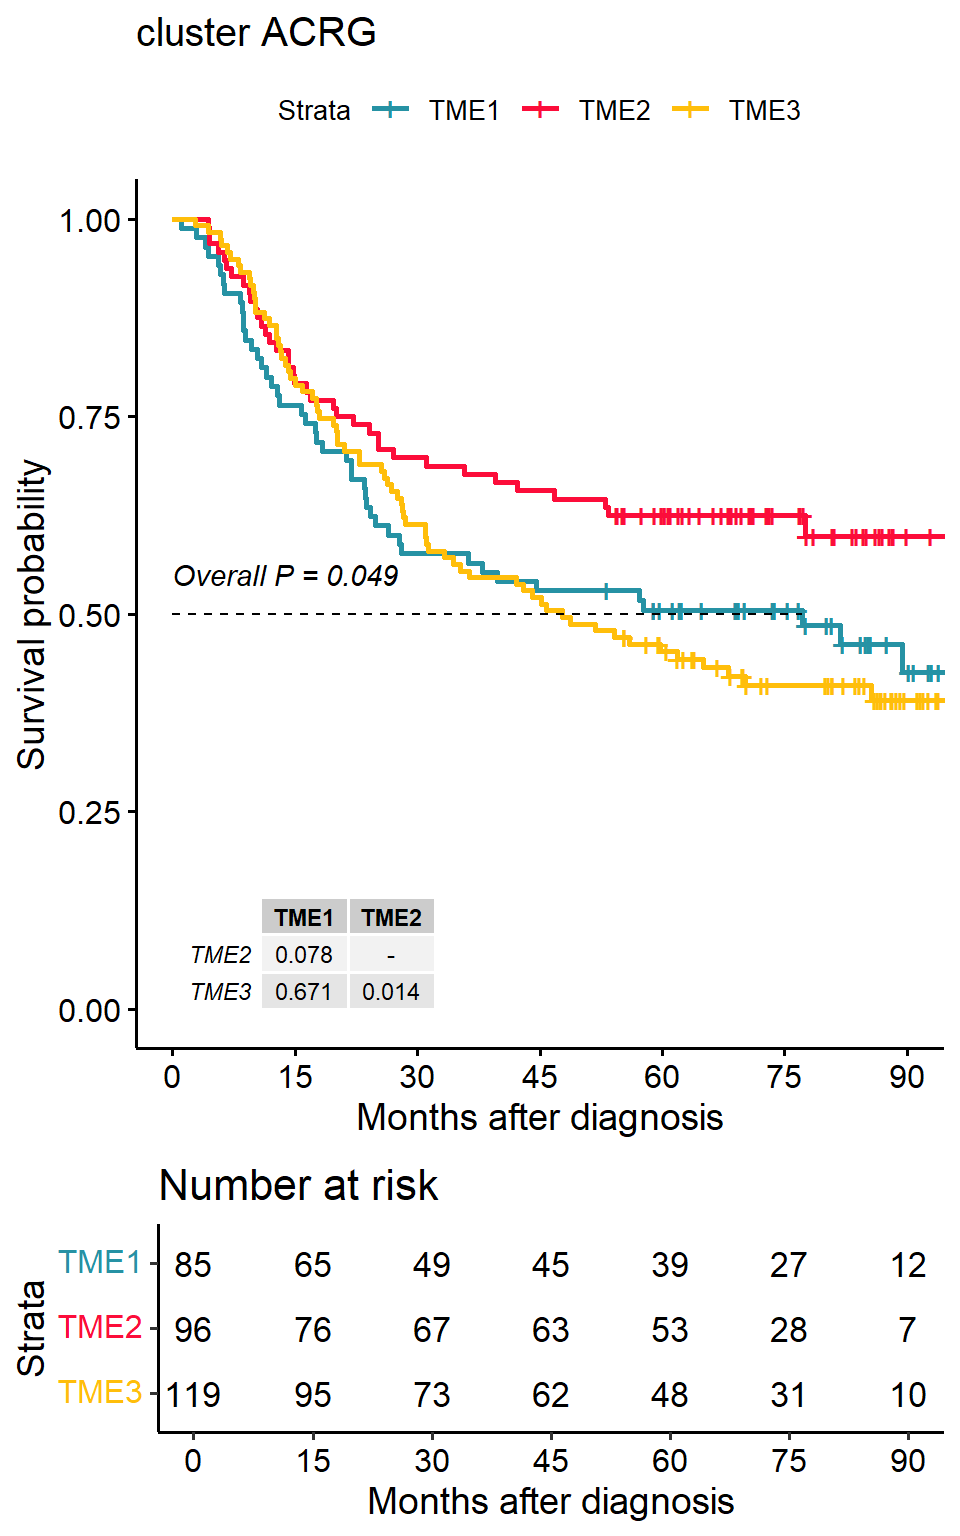 cluster ACRG
Strata TME1 TME2 TME3
Survival probability
1.00
0.75
0.50
0.25
0.00
Overall P = 0.049
TME1 TME2
TME2 0.078 -
TME3 0.671 0.014
0 15 30 45 60 75 90
Months after diagnosis
Number at risk
Strata
TME1 85 65 49 45 39 27 12
TME2 96 76 67 63 53 28 7
TME3 119 95 73 62 48 31 10
0 15 30 45 60 75 90
Months after diagnosis